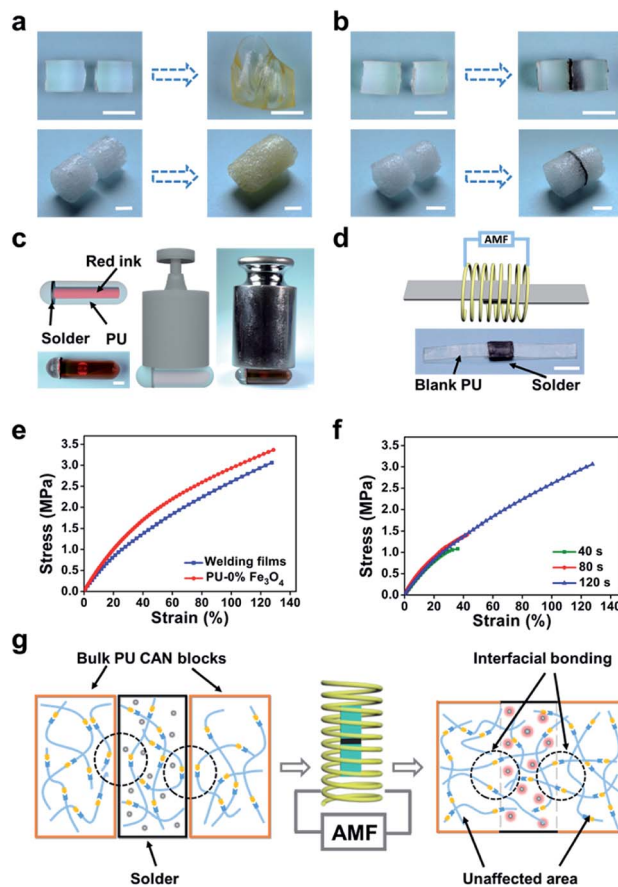 a
b
c
Red ink
Solder PU
d
AMF
Blank PU Solder
e
Stress (MPa)
3.5
3.0
2.5
2.0
1.5
1.0
0.5
0.0
0 20 40 60 80 100 120 140
Strain (%)
Welding films
PU-0% Fe₃O₄
f
Stress (MPa)
3.5
3.0
2.5
2.0
1.5
1.0
0.5
0.0
0 20 40 60 80 100 120 140
Strain (%)
40 s
80 s
120 s
g
Bulk PU CAN blocks
Solder
AMF
Interfacial bonding
Unaffected area